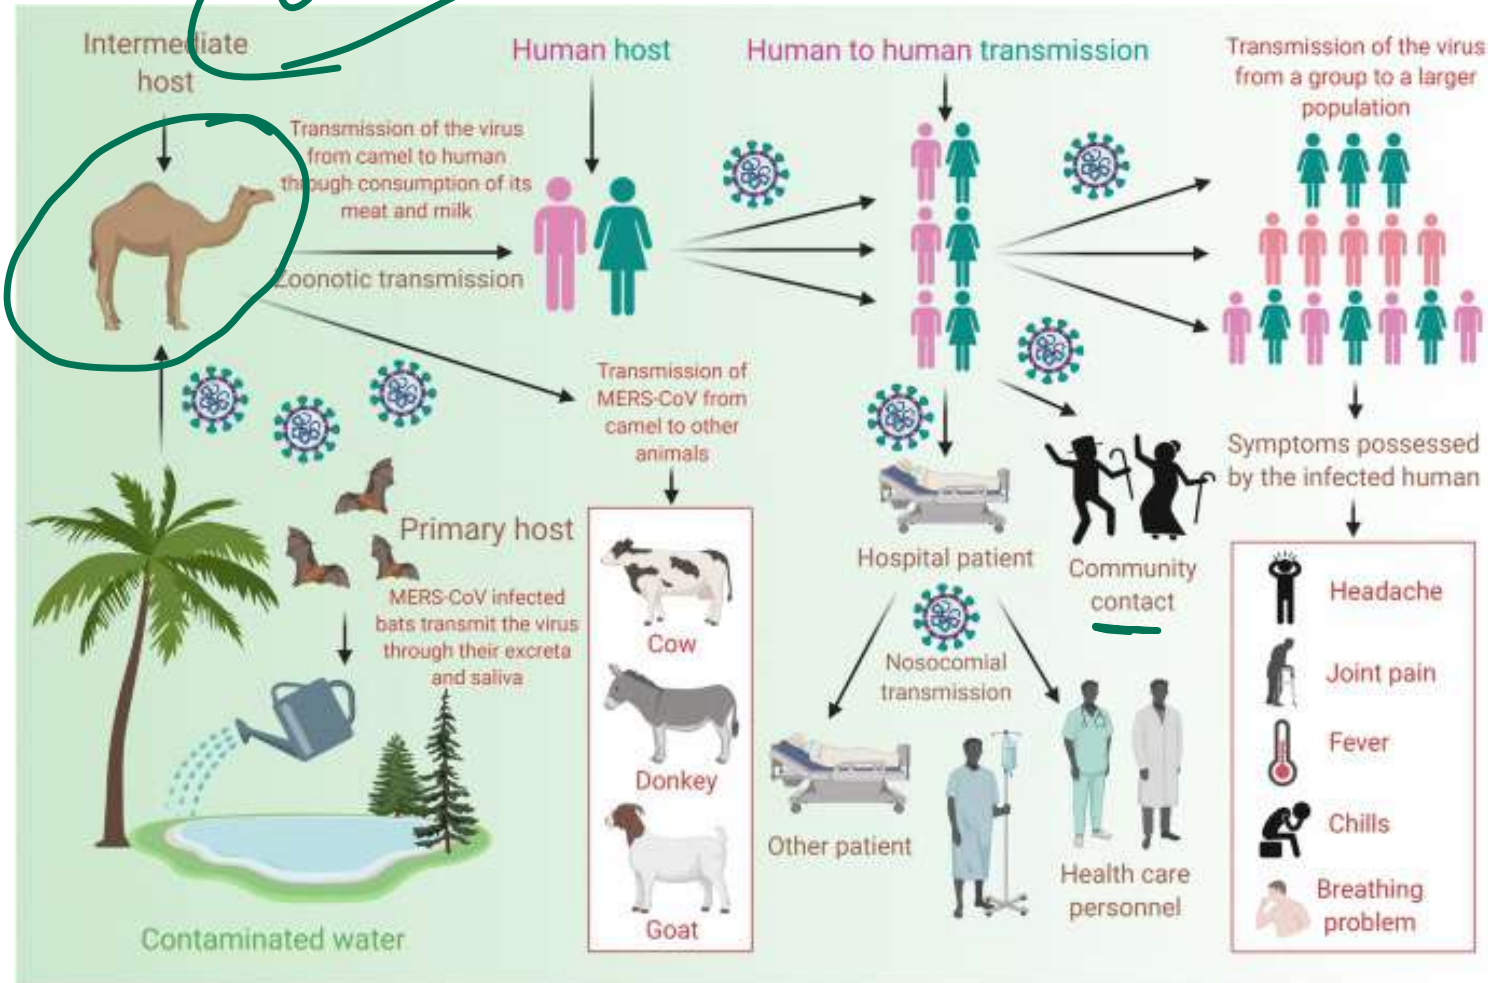 Intermediate
host
Human host
Human to human transmission
Transmission of the virus
from a group to a larger
population
Transmission of the virus
from camel to human
through consumption of its
meat and milk
Zoonotic transmission
Transmission of
MERS-CoV from
camel to other
animals
Symptoms possessed
by the infected human
Primary host
MERS-CoV infected
bats transmit the virus
through their excreta
and saliva
Contaminated water
Cow
Donkey
Goat
Hospital patient
Community
contact
Nosocomial
transmission
Other patient
Health care
personnel
Headache
Joint pain
Fever
Chills
Breathing
problem